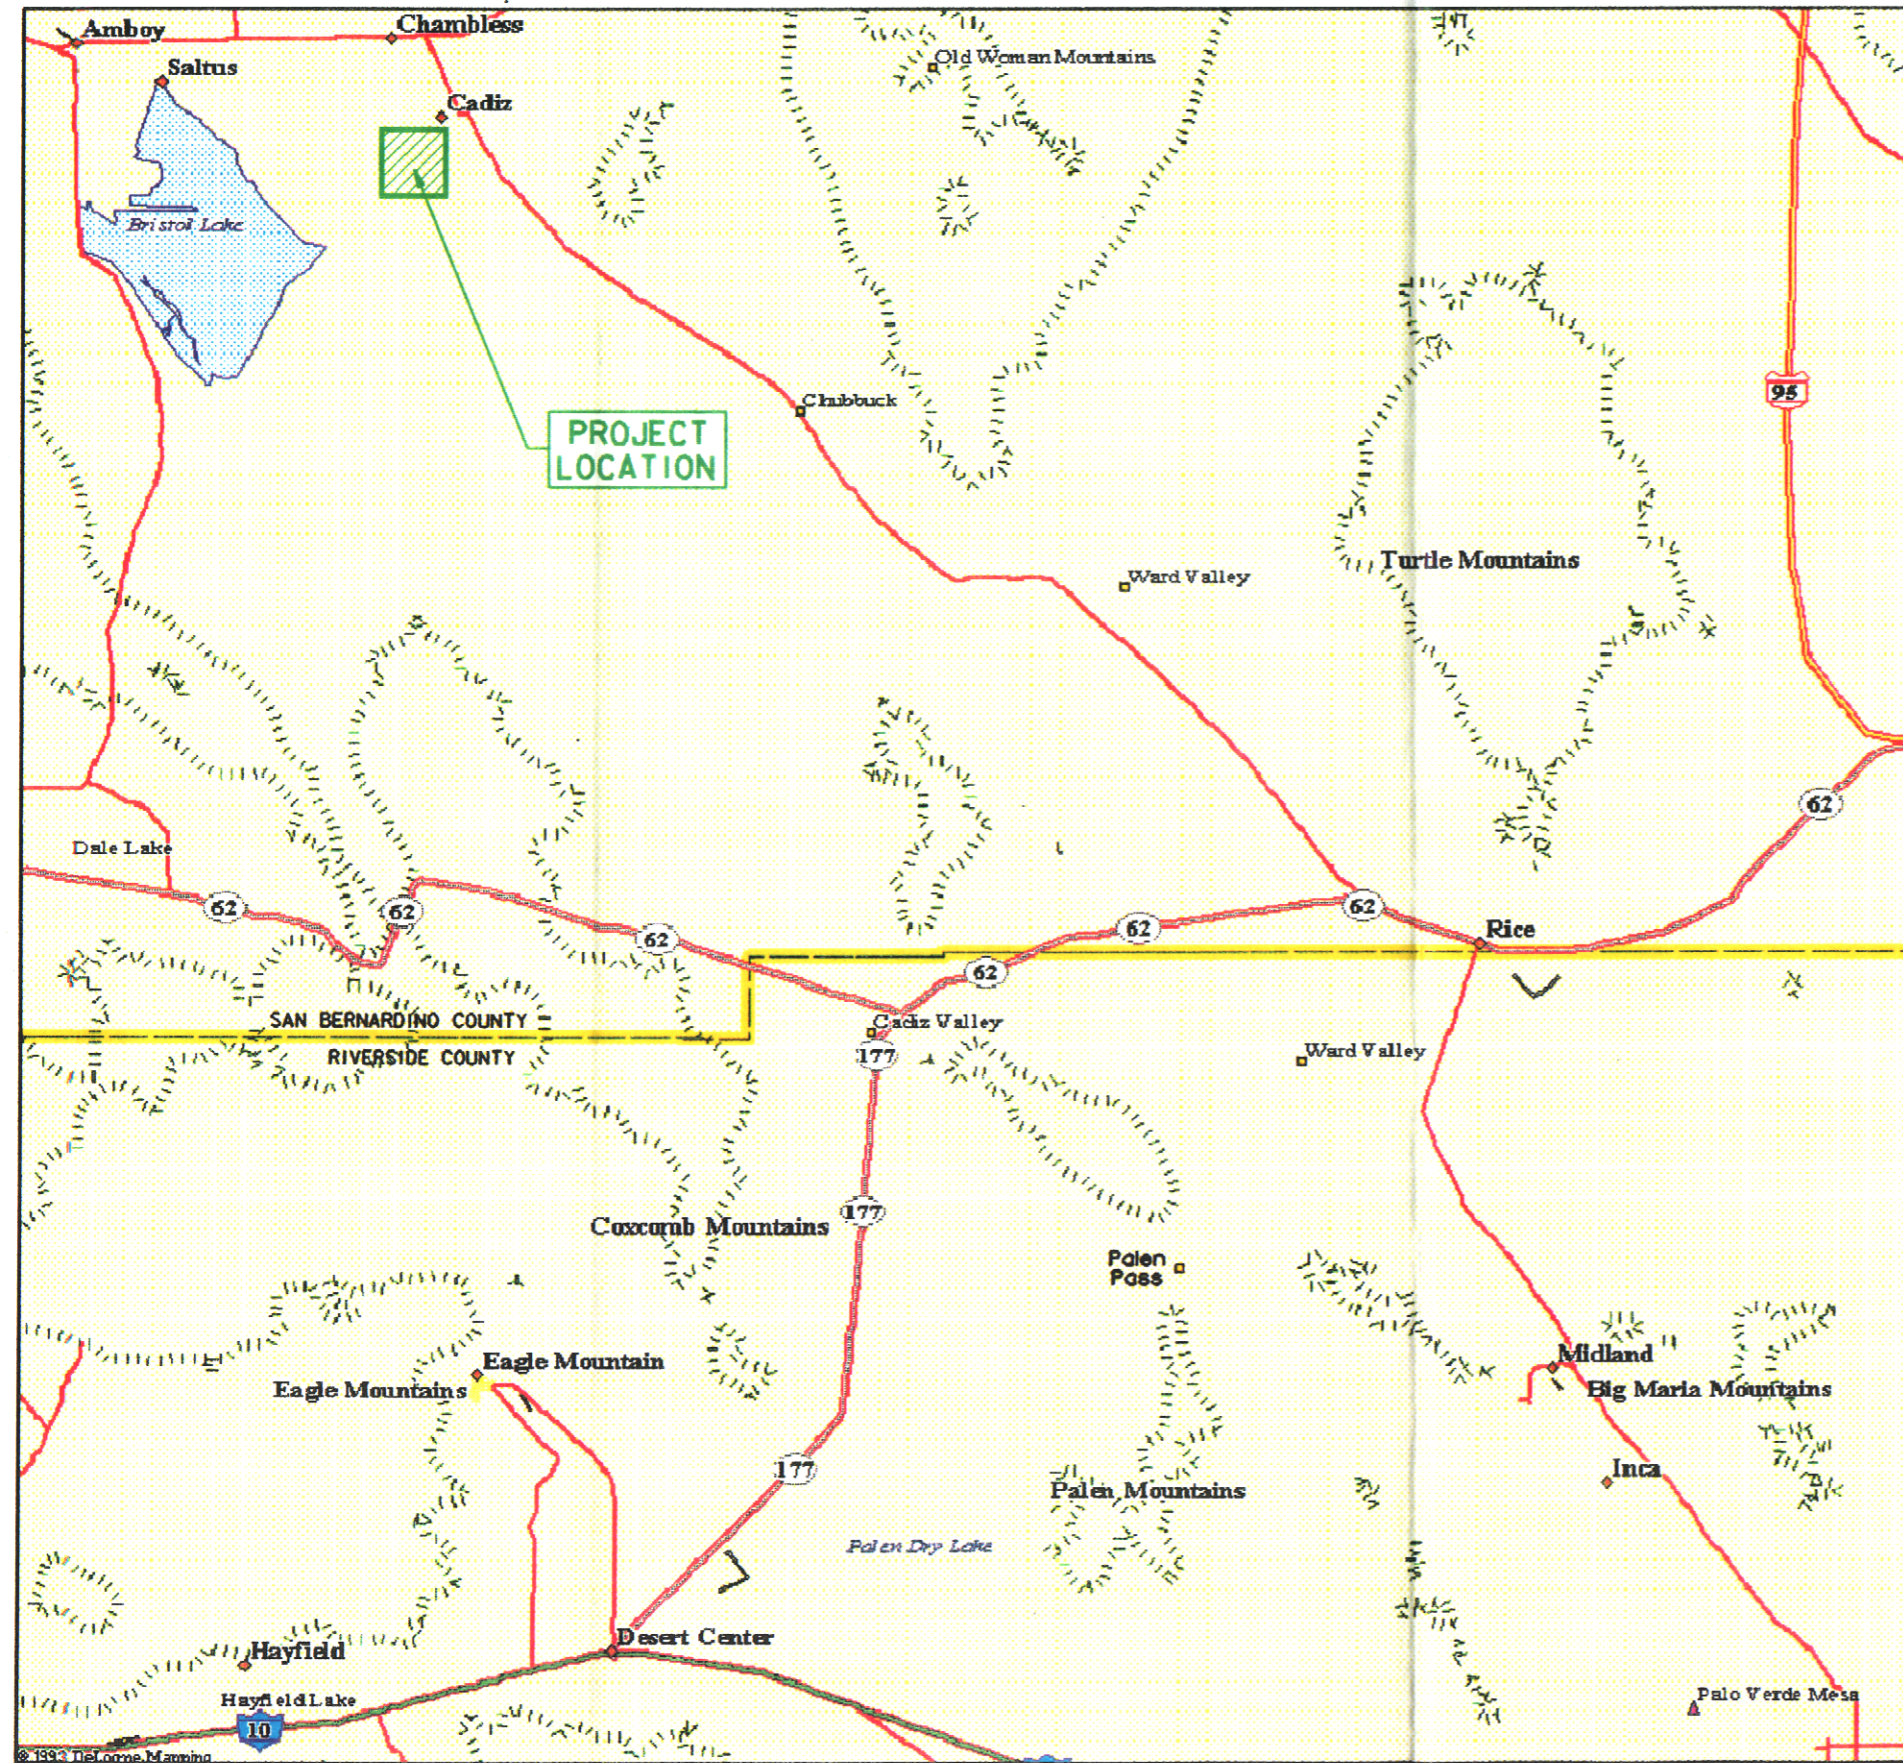 Amboy
Chambless
Saltus
Old Woman Mountains
Cadiz
Bristol Lake
95
Chubbuck
PROJECT
LOCATION
Turtle Mountains
Ward Valley
62
Dale Lake
62
62
62
62
62
Rice
62
SAN BERNARDINO COUNTY
Cadiz Valley
RIVERSIDE COUNTY
177
Ward Valley
177
Coxcomb Mountains
Palen
Pass
Eagle Mountain
Midland
Eagle Mountains
Big Maria Mountains
177
Inca
Palen Mountains
Palen Dry Lake
Desert Center
Hayfield
Hayfield Lake
Palo Verde Mesa
10
© 1993 DeLorme Mapping